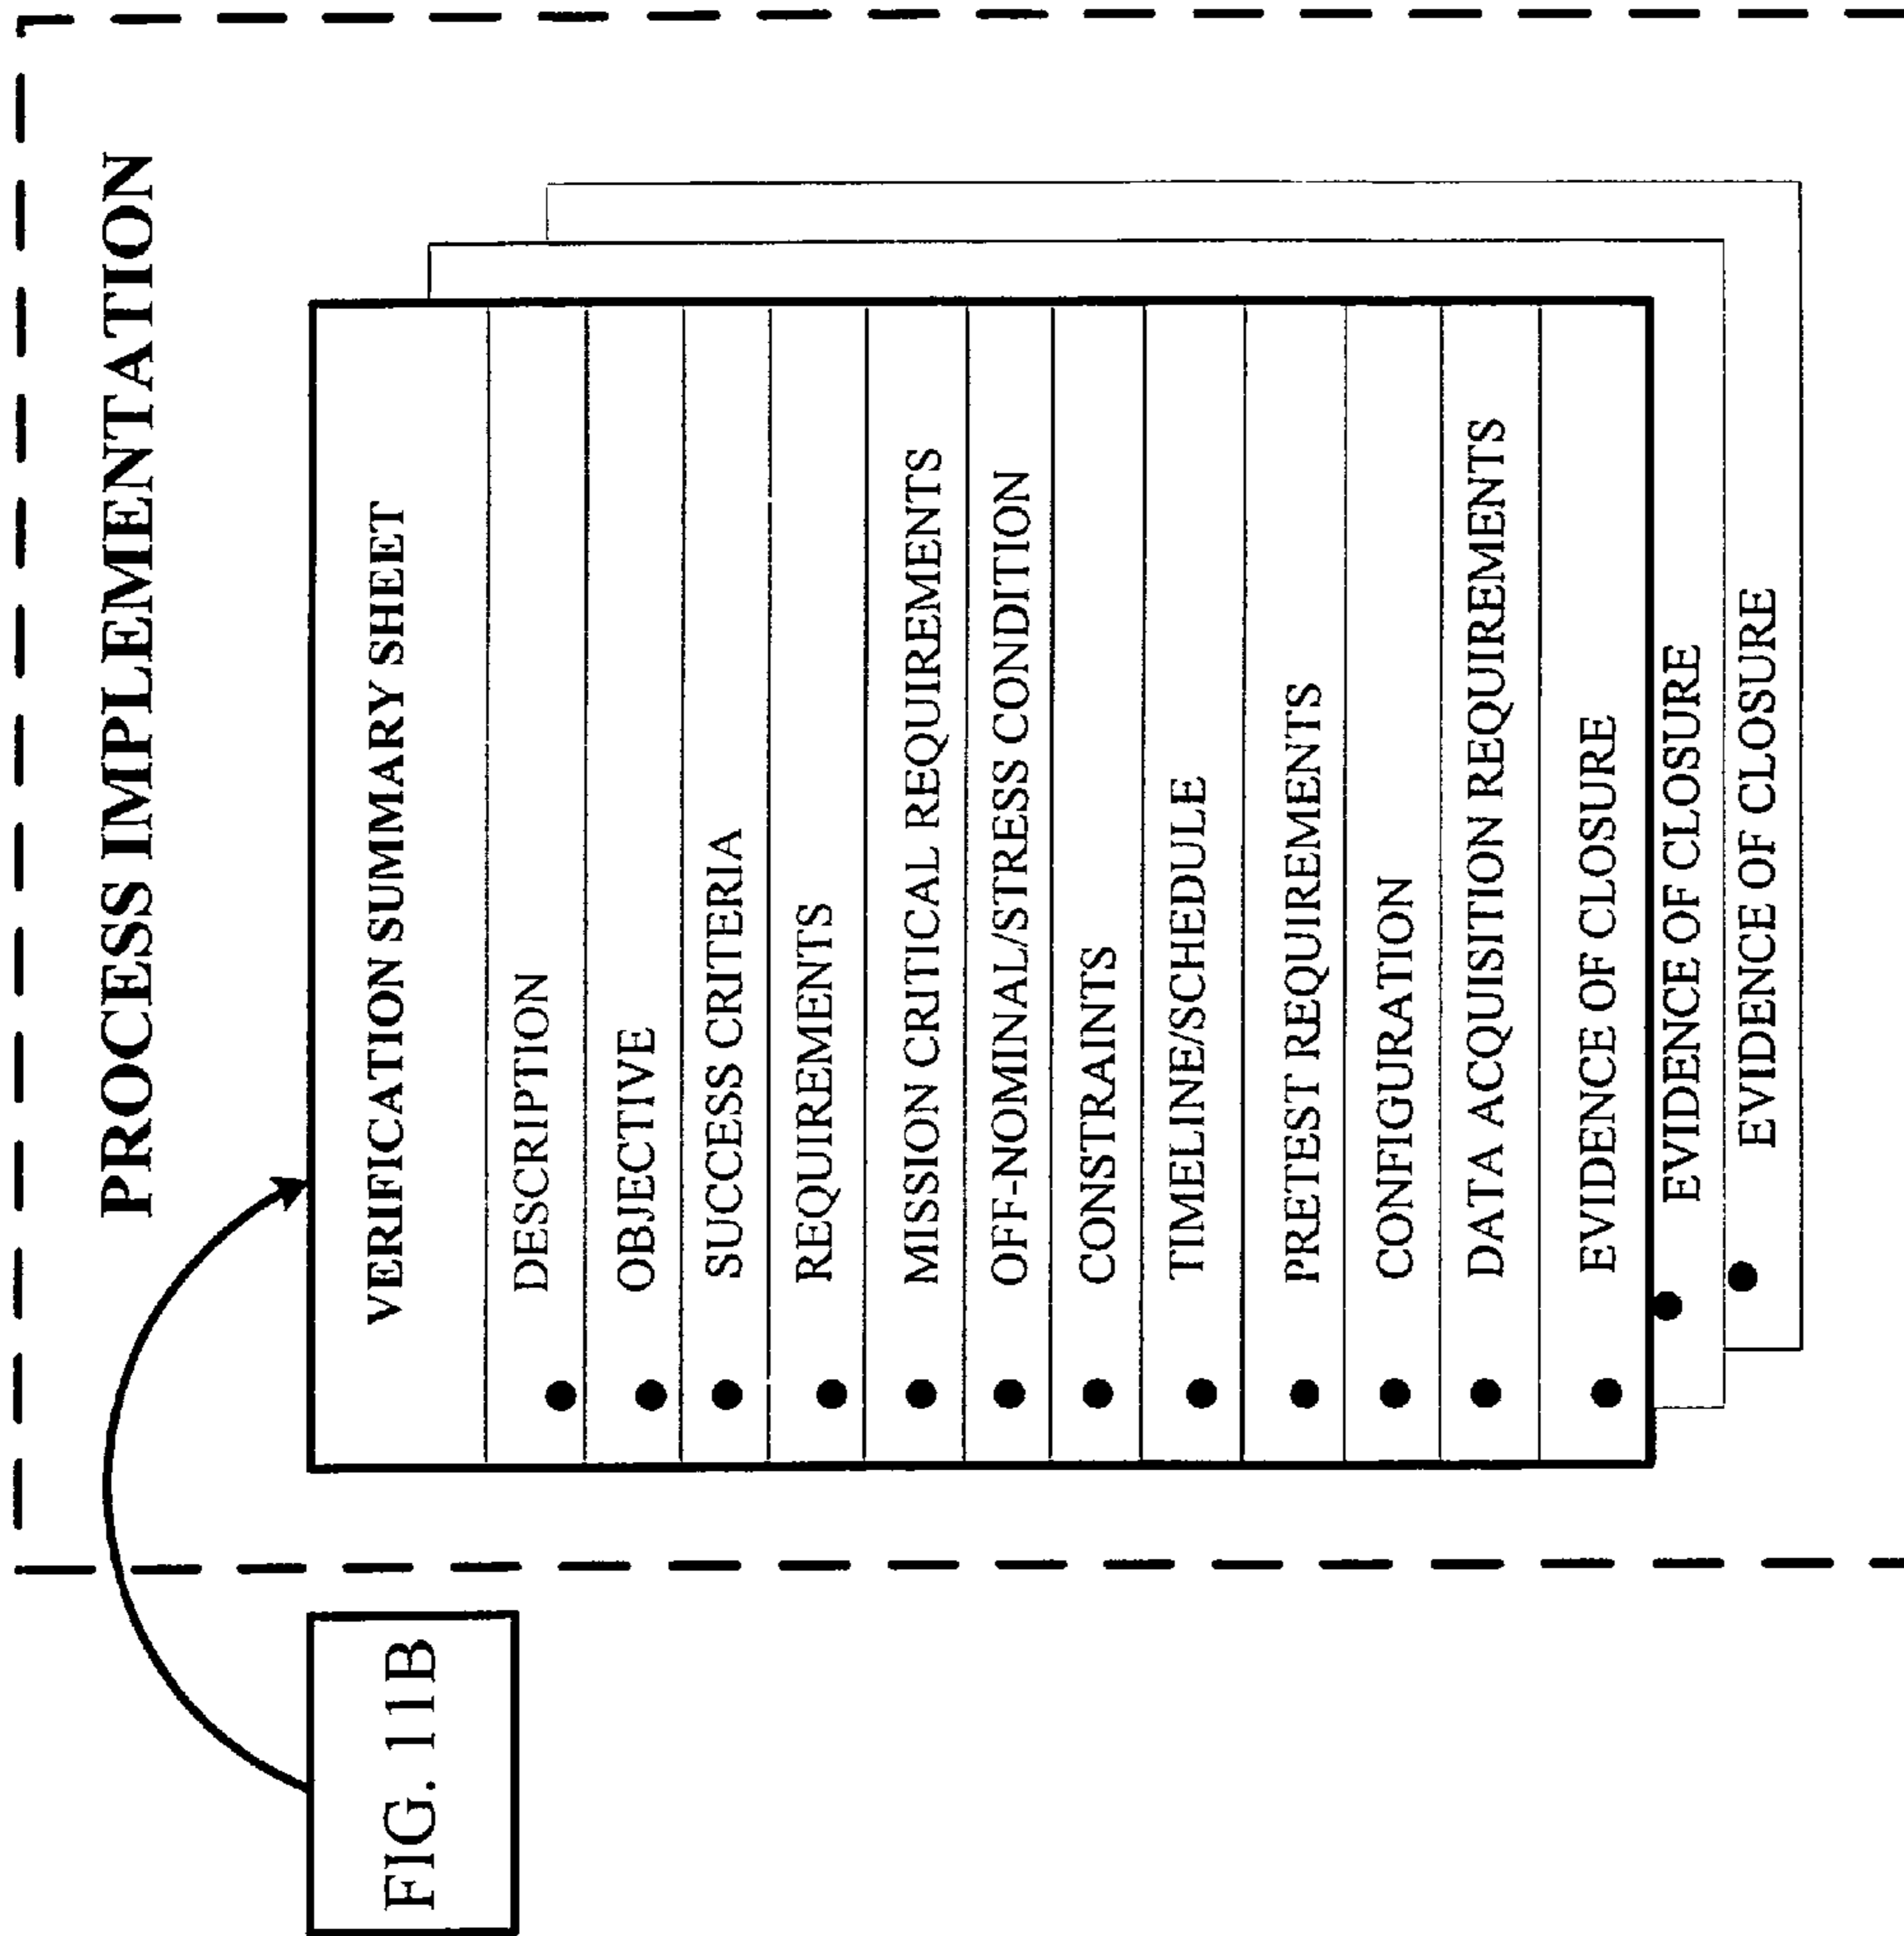 PROCESS IMPLEMENTATION
VERIFICATION SUMMARY SHEET
● DESCRIPTION
● OBJECTIVE
● SUCCESS CRITERIA
● REQUIREMENTS
● MISSION CRITICAL REQUIREMENTS
● OFF-NOMINAL/STRESS CONDITION
● CONSTRAINTS
● TIMELINE/SCHEDULE
● PRETEST REQUIREMENTS
● CONFIGURATION
● DATA ACQUISITION REQUIREMENTS
● EVIDENCE OF CLOSURE
● EVIDENCE OF CLOSURE
● EVIDENCE OF CLOSURE
FIG. 11B